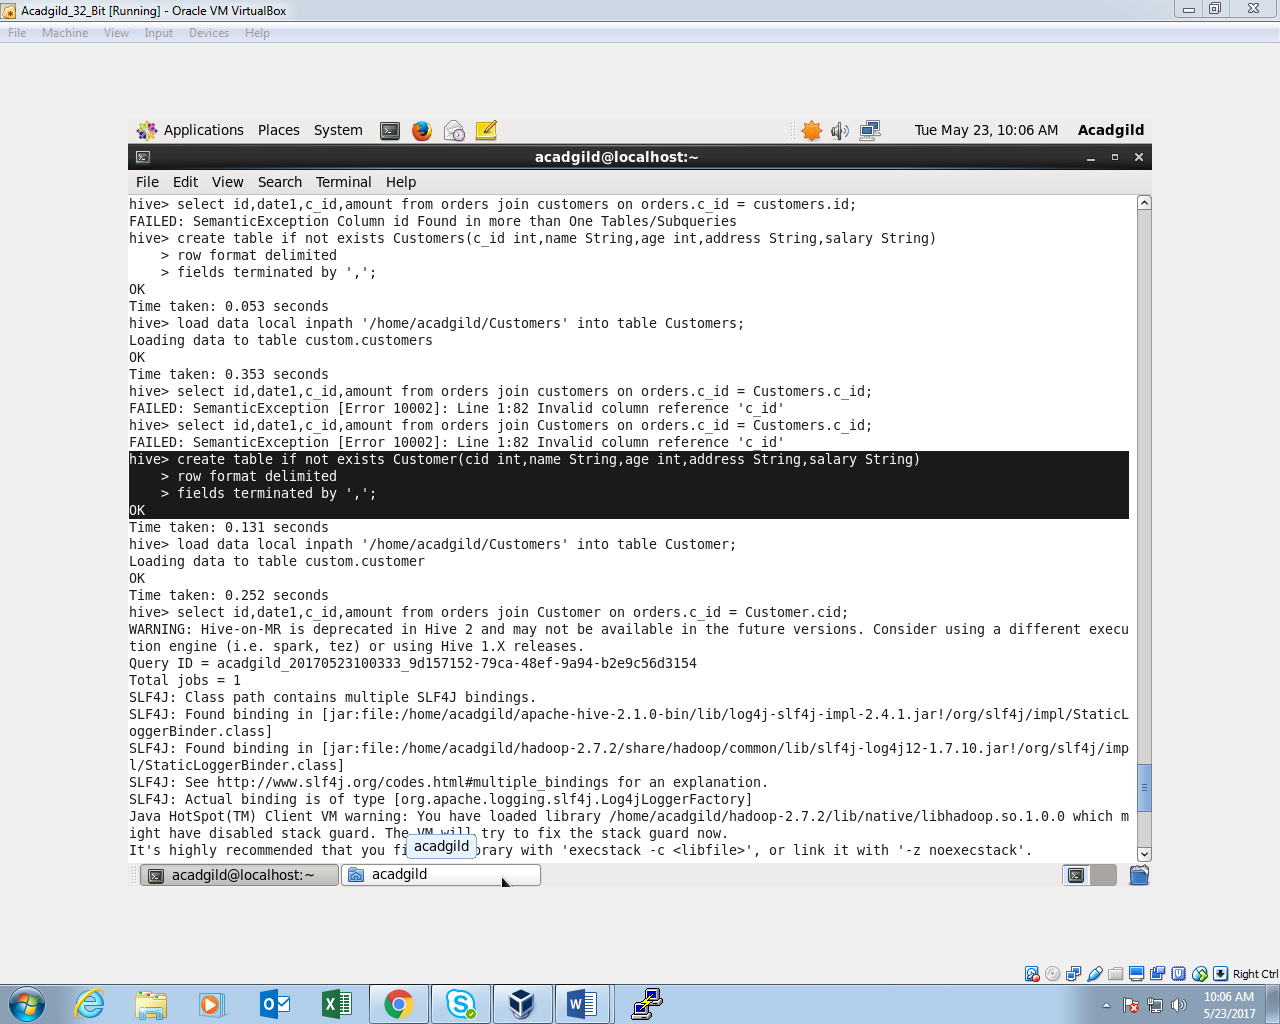 Acadgild_32_Bit [Running] - Oracle VM VirtualBox
File Machine View Input Devices Help
Applications Places System Tue May 23, 10:06 AM Acadgild
acadgild@localhost:~
File Edit View Search Terminal Help
hive> select id,date1,c_id,amount from orders join customers on orders.c_id = customers.id;
FAILED: SemanticException Column id Found in more than One Tables/Subqueries
hive> create table if not exists Customers(c_id int,name String,age int,address String,salary String)
    > row format delimited
    > fields terminated by ',';
OK
Time taken: 0.053 seconds
hive> load data local inpath '/home/acadgild/Customers' into table Customers;
Loading data to table custom.customers
OK
Time taken: 0.353 seconds
hive> select id,date1,c_id,amount from orders join customers on orders.c_id = Customers.c_id;
FAILED: SemanticException [Error 10002]: Line 1:82 Invalid column reference 'c_id'
hive> select id,date1,c_id,amount from orders join Customers on orders.c_id = Customers.c_id;
FAILED: SemanticException [Error 10002]: Line 1:82 Invalid column reference 'c_id'
hive> create table if not exists Customer(cid int,name String,age int,address String,salary String)
    > row format delimited
    > fields terminated by ',';
OK
Time taken: 0.131 seconds
hive> load data local inpath '/home/acadgild/Customers' into table Customer;
Loading data to table custom.customer
OK
Time taken: 0.252 seconds
hive> select id,date1,c_id,amount from orders join Customer on orders.c_id = Customer.cid;
WARNING: Hive-on-MR is deprecated in Hive 2 and may not be available in the future versions. Consider using a different execu
tion engine (i.e. spark, tez) or using Hive 1.X releases.
Query ID = acadgild_20170523100333_9d157152-79ca-48ef-9a94-b2e9c56d3154
Total jobs = 1
SLF4J: Class path contains multiple SLF4J bindings.
SLF4J: Found binding in [jar:file:/home/acadgild/apache-hive-2.1.0-bin/lib/log4j-slf4j-impl-2.4.1.jar!/org/slf4j/impl/StaticL
oggerBinder.class]
SLF4J: Found binding in [jar:file:/home/acadgild/hadoop-2.7.2/share/hadoop/common/lib/slf4j-log4j12-1.7.10.jar!/org/slf4j/imp
l/StaticLoggerBinder.class]
SLF4J: See http://www.slf4j.org/codes.html#multiple_bindings for an explanation.
SLF4J: Actual binding is of type [org.apache.logging.slf4j.Log4jLoggerFactory]
Java HotSpot(TM) Client VM warning: You have loaded library /home/acadgild/hadoop-2.7.2/lib/native/libhadoop.so.1.0.0 which m
ight have disabled stack guard. The VM will try to fix the stack guard now.
It's highly recommended that you fi brary with 'execstack -c <libfile>', or link it with '-z noexecstack'.
acadgild
acadgild@localhost:~ acadgild
Right Ctrl
10:06 AM
5/23/2017